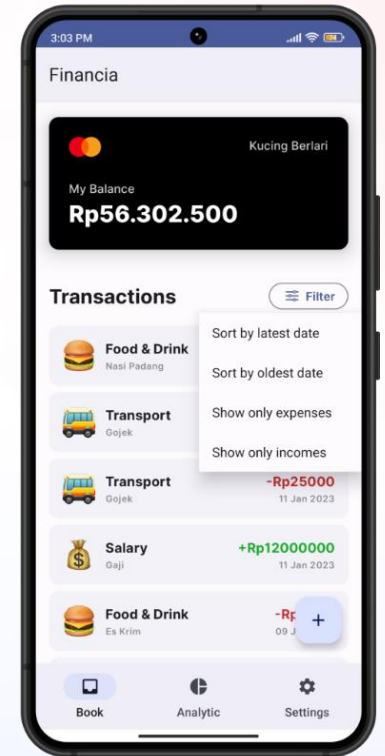 3:03 PM
Financia
Kucing Berlari
My Balance
Rp56.302.500
Transactions
Filter
Sort by latest date
Sort by oldest date
Show only expenses
Show only incomes
Food & Drink
Nasi Padang
Transport
Gojek
Transport
-Rp25000
Gojek
11 Jan 2023
Salary
+Rp12000000
Gaji
11 Jan 2023
Food & Drink
Es Krim
09
Book
Analytic
Settings